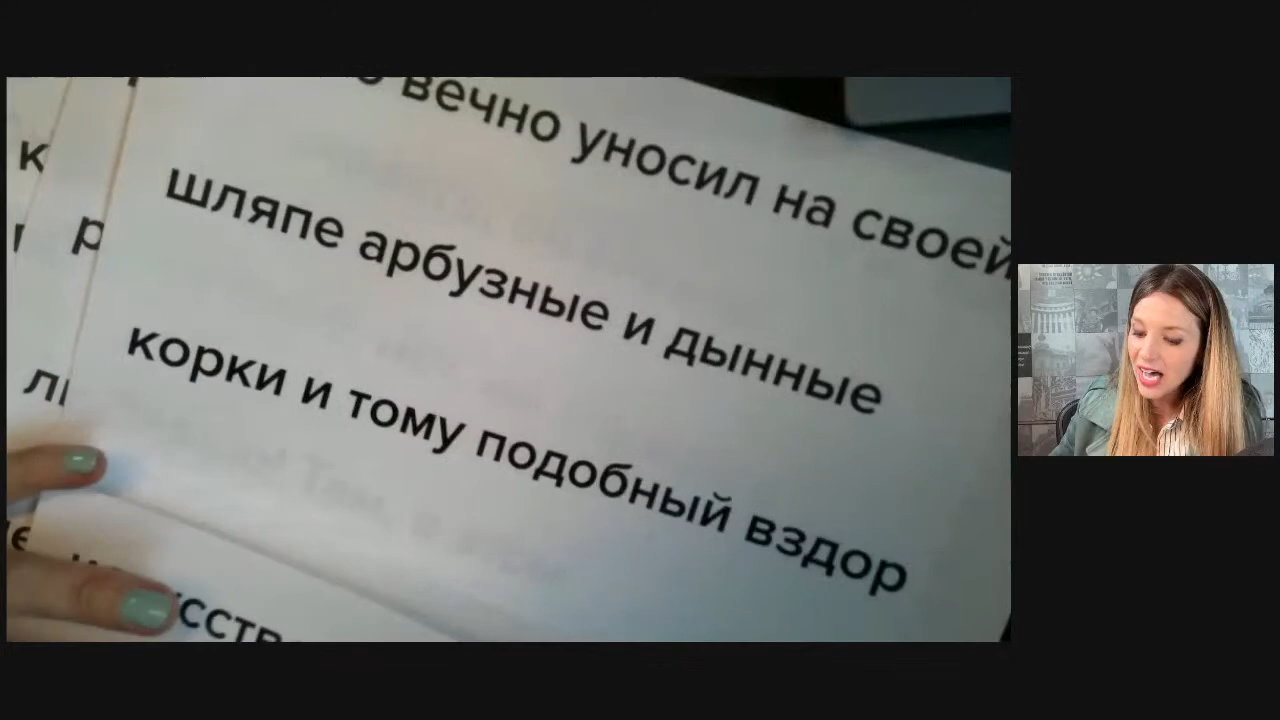 вечно уносил на своей
шляпе арбузные и дынные
корки и тому подобный вздор